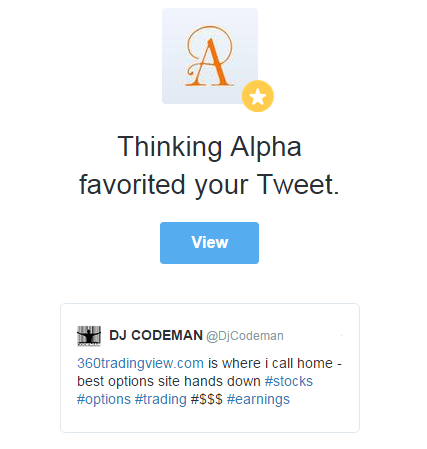 A
Thinking Alpha
favorited your Tweet.
View
DJ CODEMAN @DjCodeman
360tradingview.com is where i call home -
best options site hands down #stocks
#options #trading #$$$ #earnings